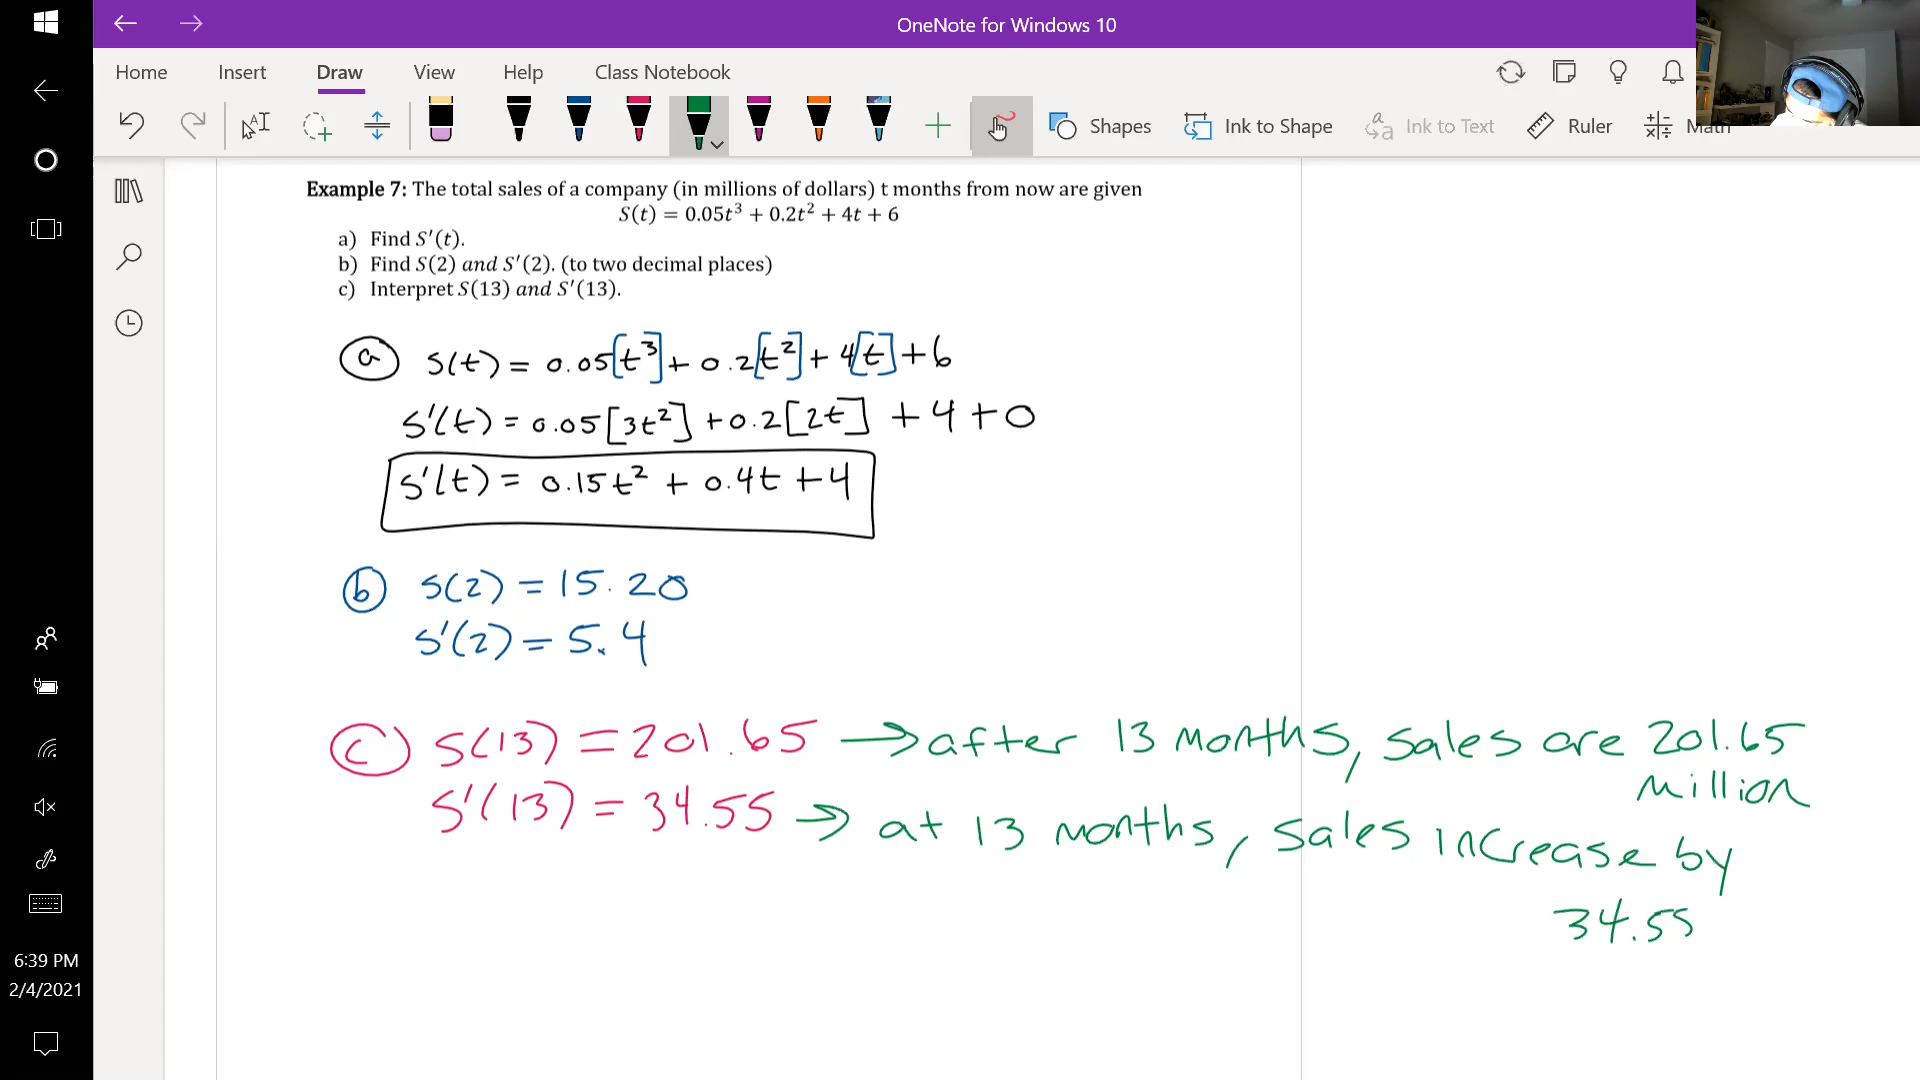 OneNote for Windows 10
Home Insert Draw View Help Class Notebook
Shapes Ink to Shape Ink to Text Ruler Math
Example 7: The total sales of a company (in millions of dollars) t months from now are given
S(t) = 0.05t³ + 0.2t² + 4t + 6
a) Find S′(t).
b) Find S(2) and S′(2). (to two decimal places)
c) Interpret S(13) and S′(13).
a S(t) = 0.05[t³] + 0.2[t²] + 4[t] + 6
S'(t) = 0.05[3t²] + 0.2[2t] + 4 + 0
S'(t) = 0.15t² + 0.4t + 4
b S(2) = 15.20
S'(2) = 5.4
c S(13) = 201.65 → after 13 months, sales are 201.65
million
S'(13) = 34.55 → at 13 months, sales increase by
34.55
6:39 PM
2/4/2021